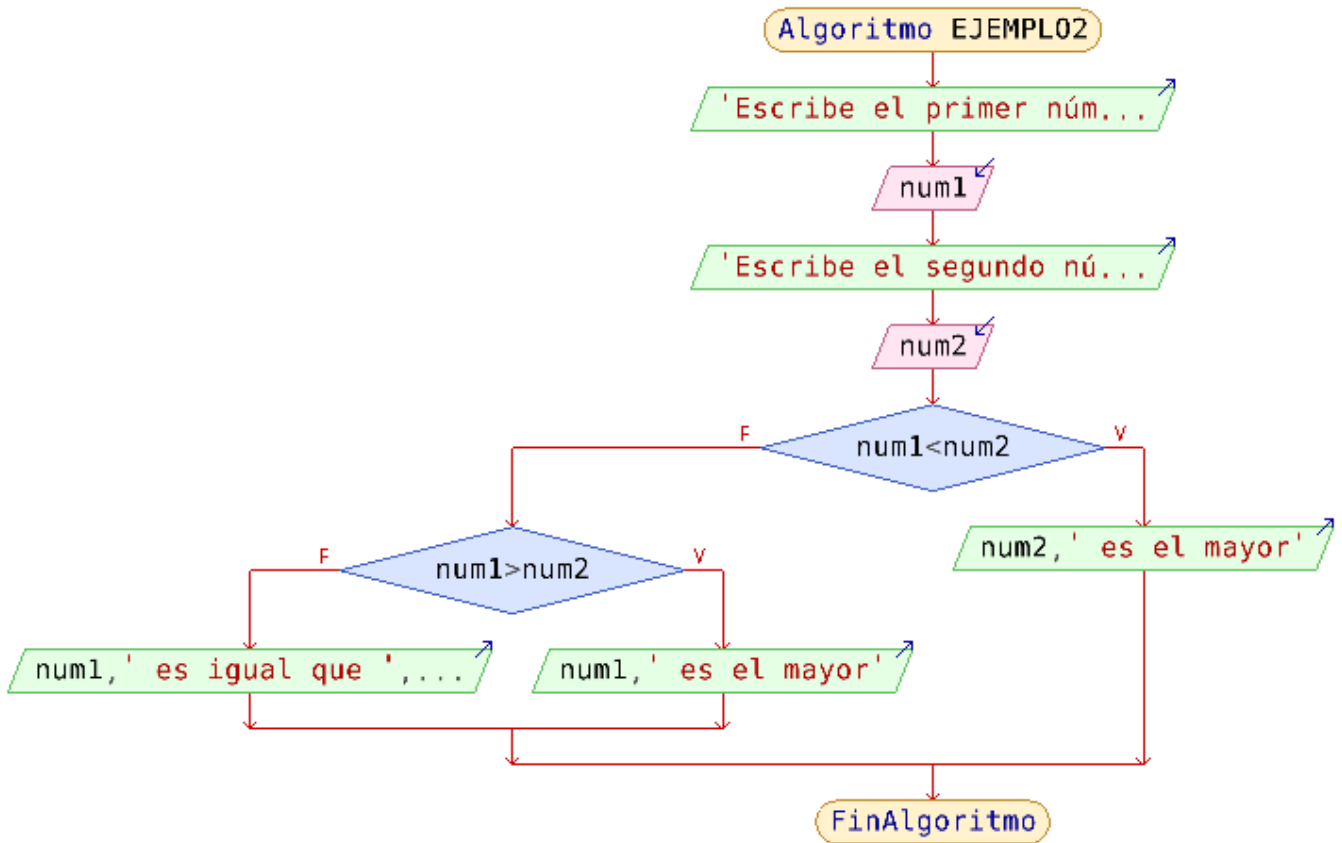 Algoritmo EJEMPLO2
'Escribe el primer núm...
num1
'Escribe el segundo nú...
num2
num1<num2
F
V
num2,' es el mayor'
num1>num2
F
V
num1,' es igual que ',...
num1,' es el mayor'
FinAlgoritmo